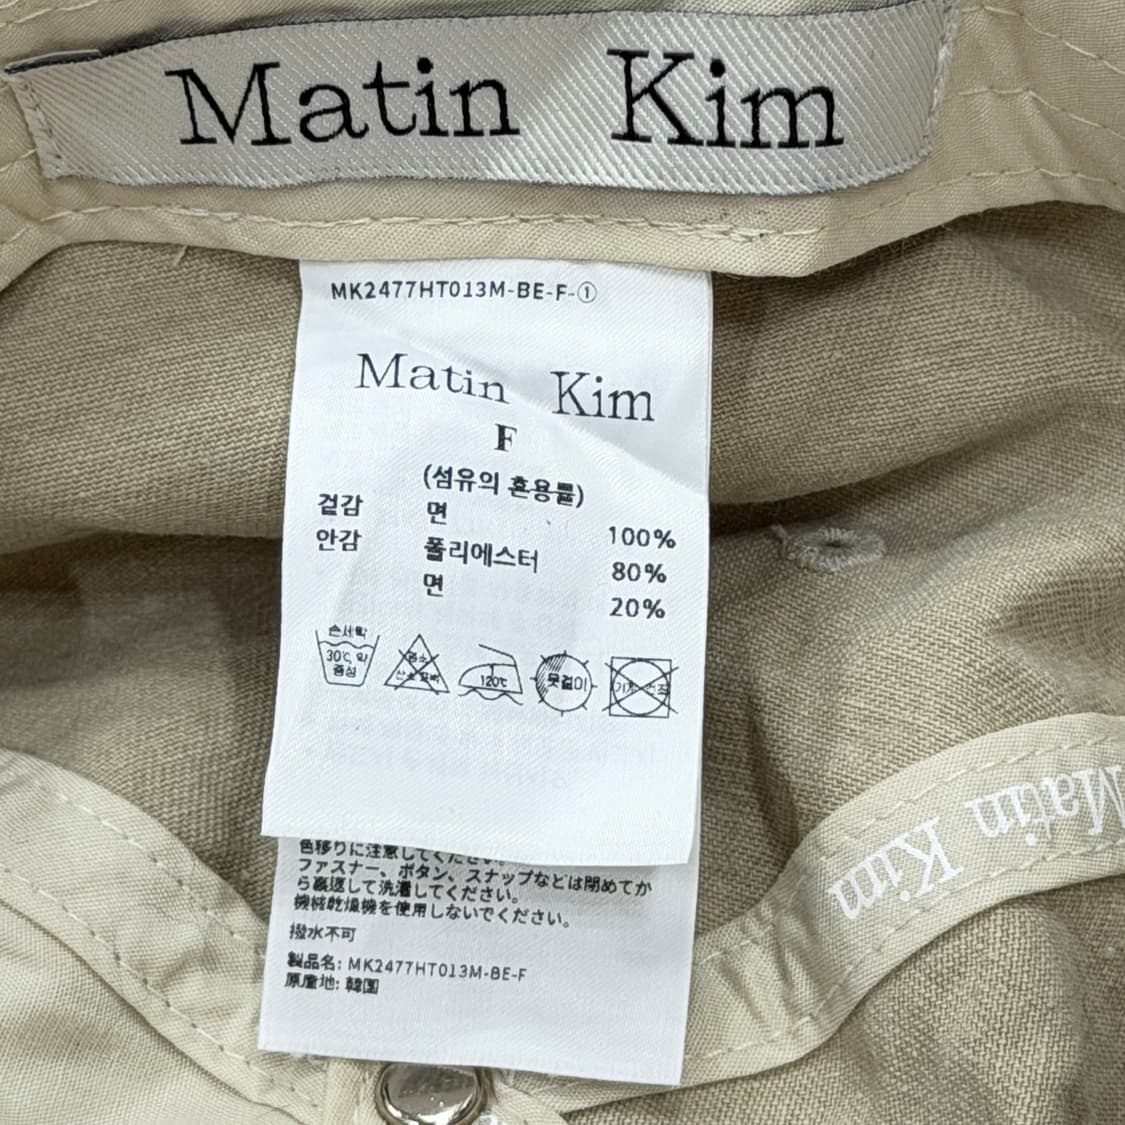 Matin Kim
MK2477HT013M-BE-F-①
Matin Kim
F
(섬유의 혼용률)
겉감 면 100%
안감 폴리에스터 80%
면 20%
손세탁
30℃, 약
중성
120℃
뭇걸이
色移りに注意してください。
ファスナー、ボタン、スナップなどは閉めてか
ら裏返して洗濯してください。
機械乾燥機を使用しないでください。
撥水不可
製品名: MK2477HT013M-BE-F
原産地: 韓国
Matin Kim